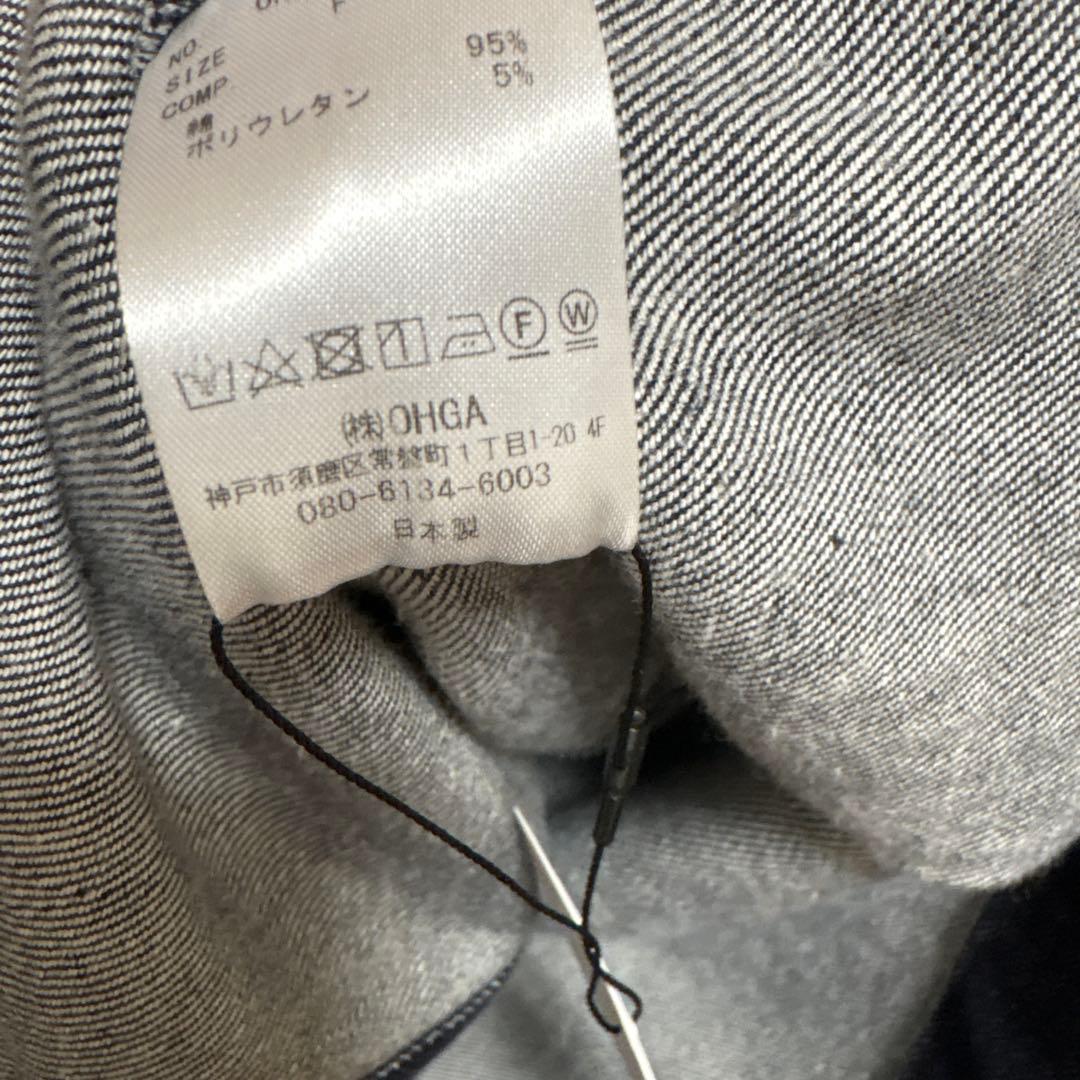 NO.
SIZE F
COMP.
綿 95%
ポリウレタン 5%
F W
(株)OHGA
神戸市須磨区常盤町1丁目1-20 4F
080-6134-6003
日本製